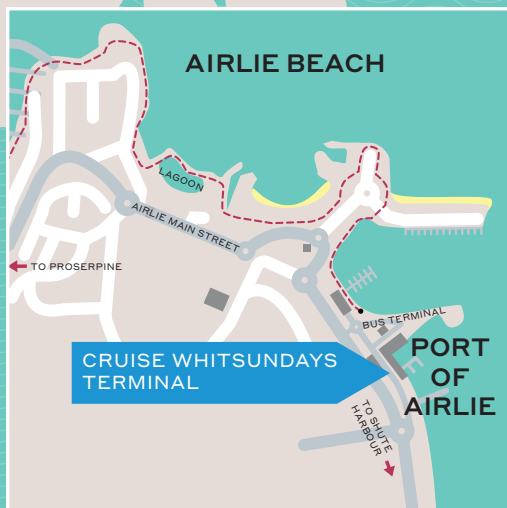 AIRLIE BEACH
LAGOON
AIRLIE MAIN STREET
TO PROSERPINE
BUS TERMINAL
CRUISE WHITSUNDAYS
TERMINAL
PORT
OF
AIRLIE
TO SHUTE
HARBOUR